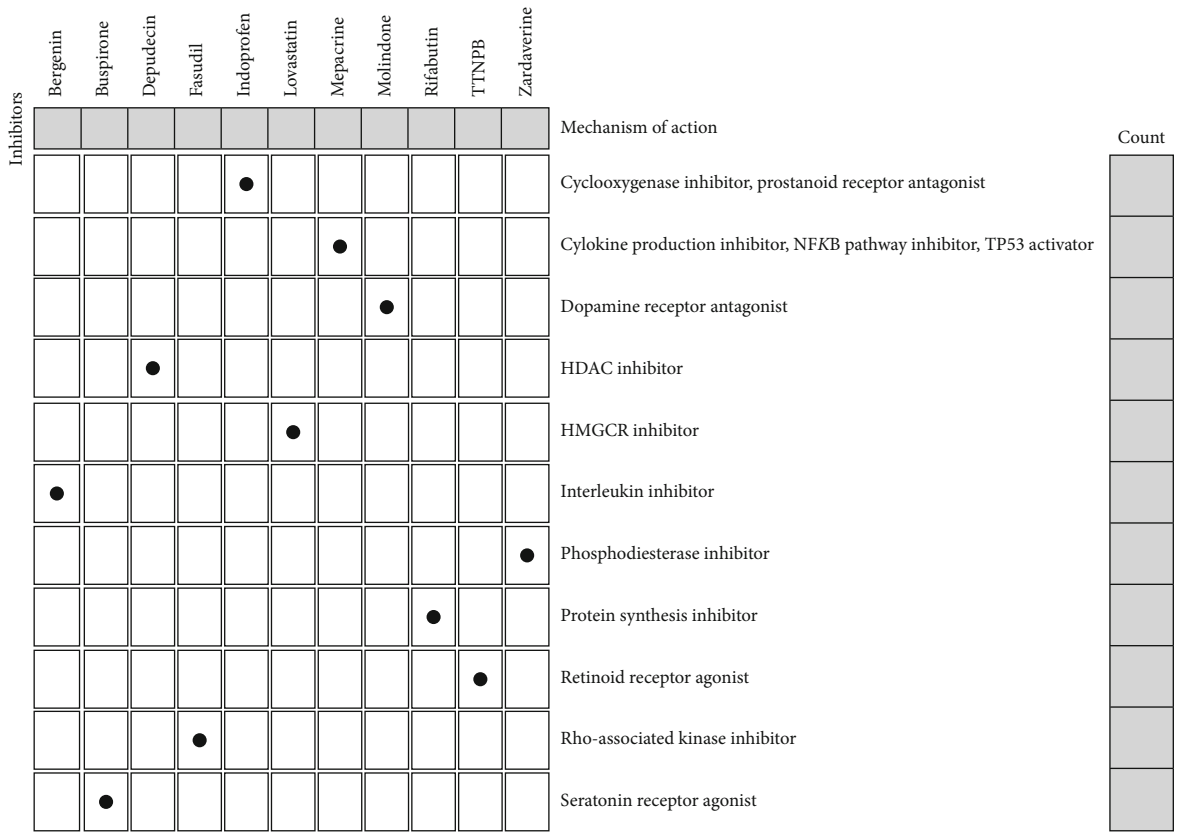 Inhibitors
Bergenin
Buspirone
Depudecin
Fasudil
Indoprofen
Lovastatin
Mepacrine
Molindone
Rifabutin
TTNPB
Zardaverine
Mechanism of action
Count
Cyclooxygenase inhibitor, prostanoid receptor antagonist
Cylokine production inhibitor, NFKB pathway inhibitor, TP53 activator
Dopamine receptor antagonist
HDAC inhibitor
HMGCR inhibitor
Interleukin inhibitor
Phosphodiesterase inhibitor
Protein synthesis inhibitor
Retinoid receptor agonist
Rho-associated kinase inhibitor
Seratonin receptor agonist